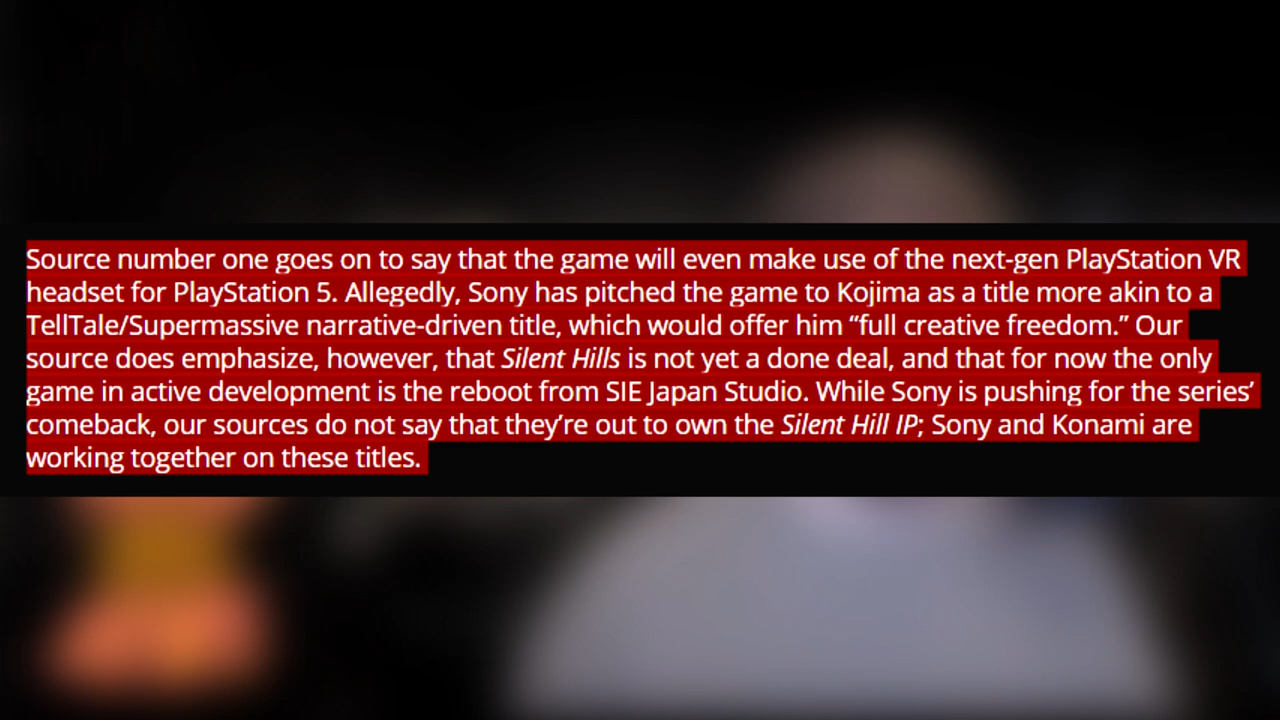 Source number one goes on to say that the game will even make use of the next-gen PlayStation VR
headset for PlayStation 5. Allegedly, Sony has pitched the game to Kojima as a title more akin to a
TellTale/Supermassive narrative-driven title, which would offer him “full creative freedom.” Our
source does emphasize, however, that Silent Hills is not yet a done deal, and that for now the only
game in active development is the reboot from SIE Japan Studio. While Sony is pushing for the series’
comeback, our sources do not say that they’re out to own the Silent Hill IP; Sony and Konami are
working together on these titles.